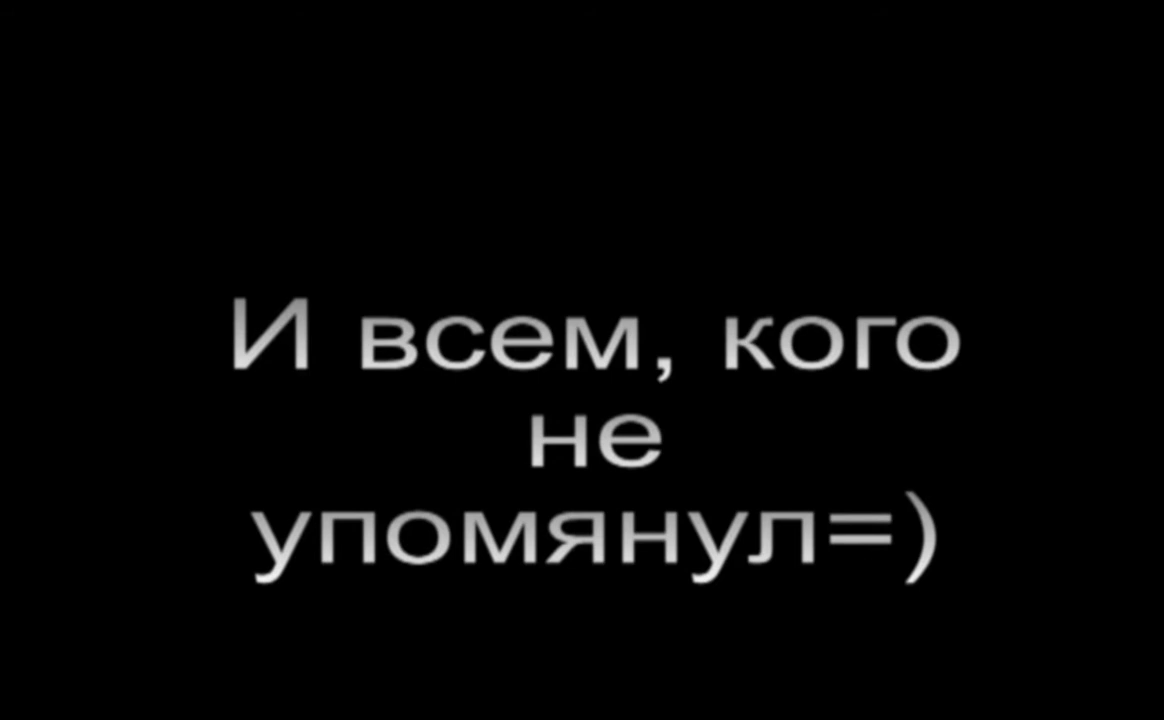 И всем, кого
не
упомянул=)